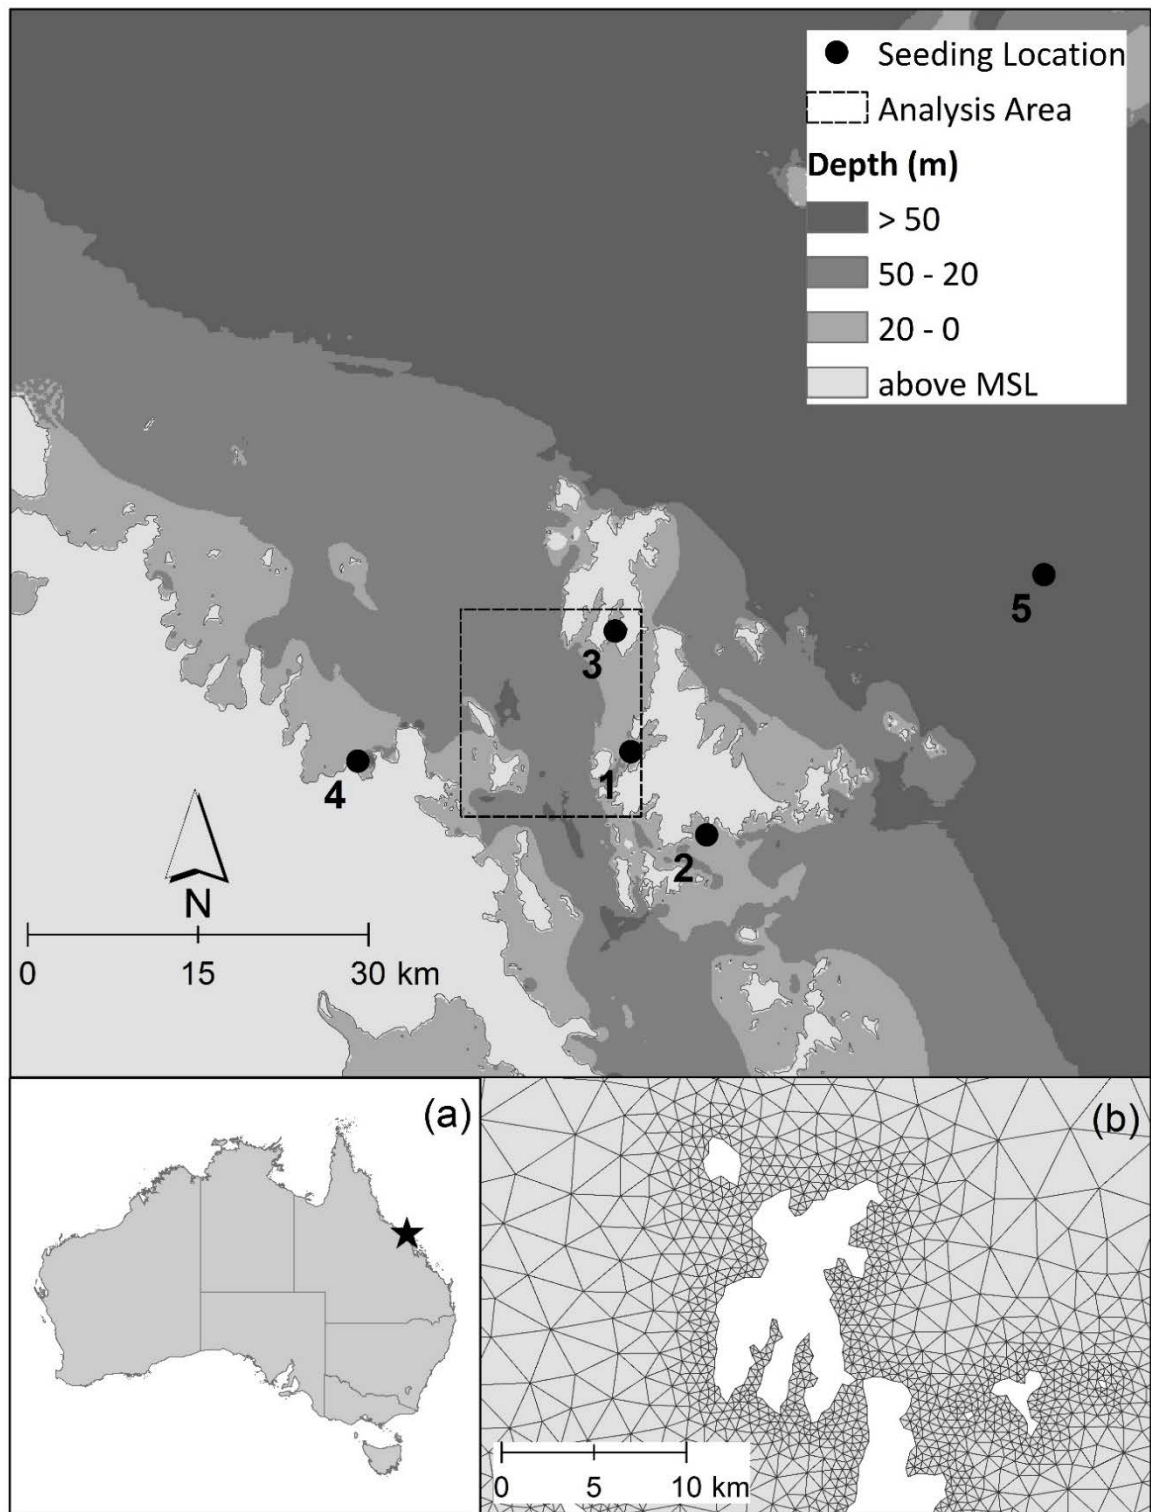 Seeding Location
Analysis Area
Depth (m)
> 50
50 - 20
20 - 0
above MSL
5
3
1
4
2
N
0 15 30 km
(a)
(b)
0 5 10 km